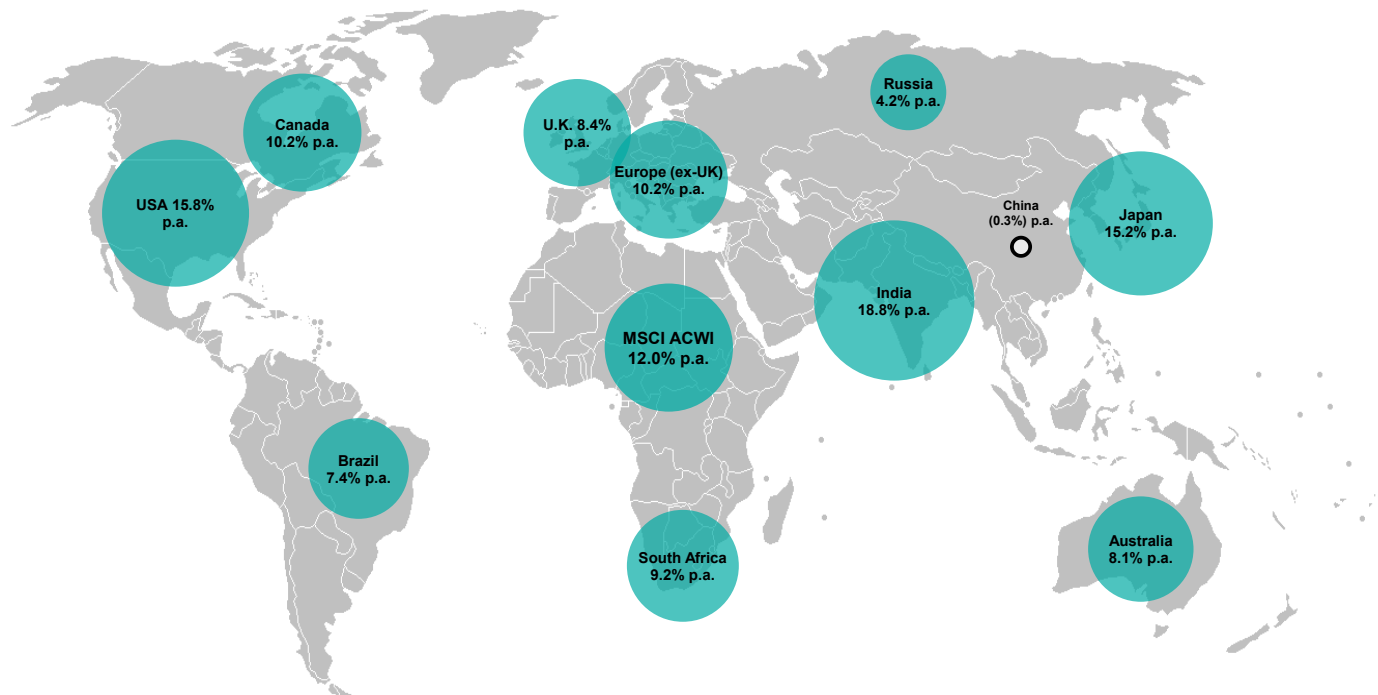 Russia
4.2% p.a.
Canada
10.2% p.a.
U.K. 8.4%
p.a.
Europe (ex-UK)
10.2% p.a.
USA 15.8%
p.a.
China
(0.3%) p.a.
Japan
15.2% p.a.
India
18.8% p.a.
MSCI ACWI
12.0% p.a.
Brazil
7.4% p.a.
South Africa
9.2% p.a.
Australia
8.1% p.a.